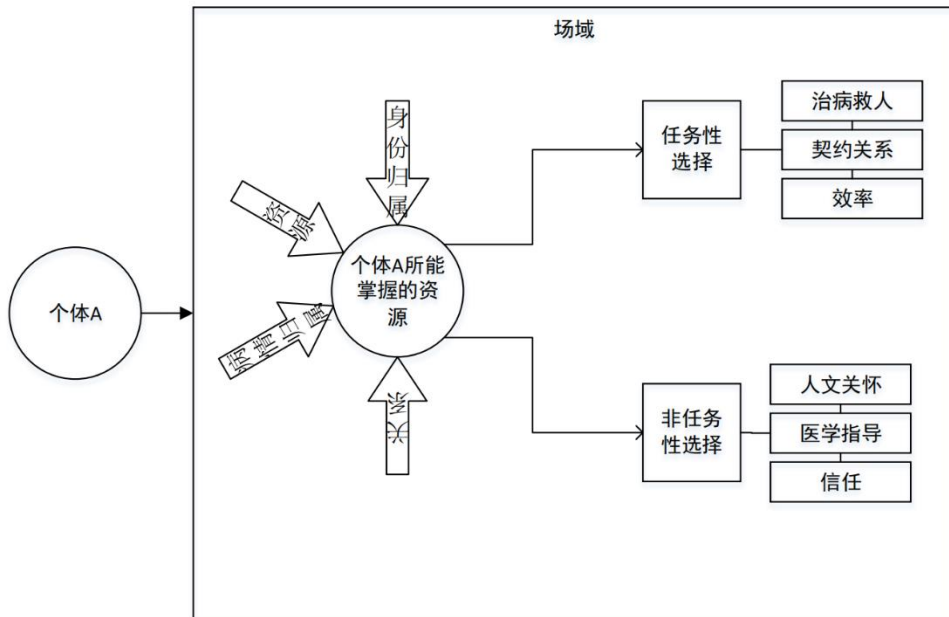 场域
身份归属
资源
病情归属
关系
个体A
个体A所能
掌握的资
源
任务性
选择
治病救人
契约关系
效率
非任务
性选择
人文关怀
医学指导
信任